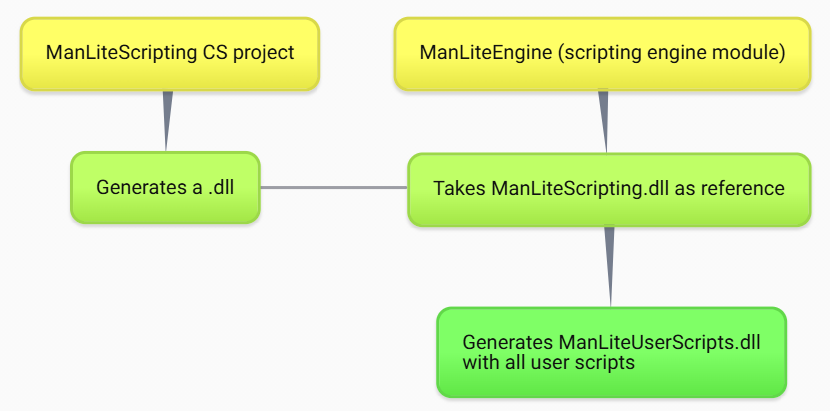 ManLiteScripting CS project
ManLiteEngine (scripting engine module)
Generates a .dll
Takes ManLiteScripting.dll as reference
Generates ManLiteUserScripts.dll
with all user scripts